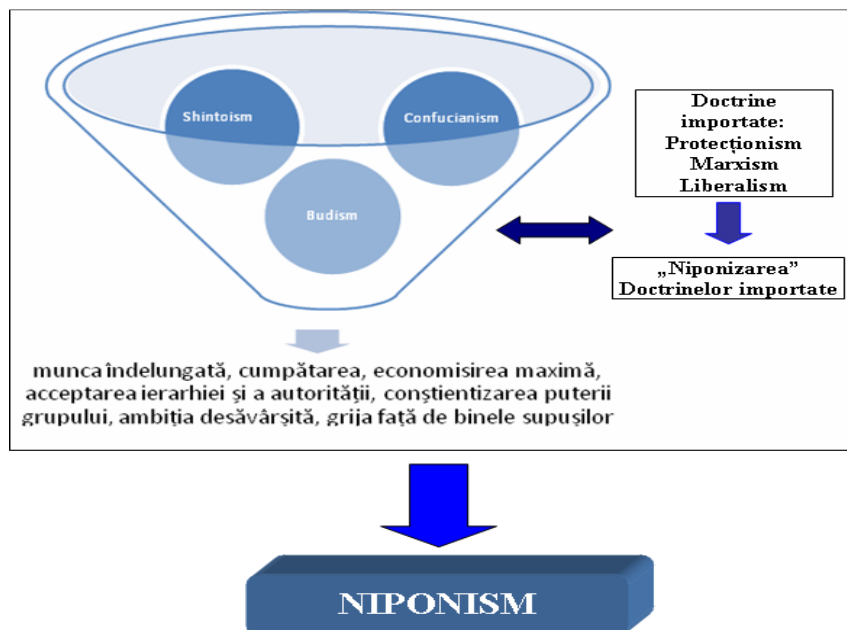 Shintoism
Confucianism
Budism
Doctrine
importate:
Protecționism
Marxism
Liberalism
„Niponizarea”
Doctrinelor importate
munca îndelungată, cumpătarea, economisirea maximă,
acceptarea ierarhiei și a autorității, conștientizarea puterii
grupului, ambiția desăvârșită, grija față de binele supușilor
NIPONISM